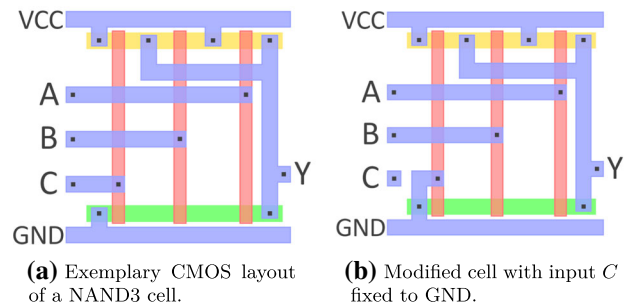 VCC
A
B
C
GND
Y
VCC
A
B
C
GND
Y
(a) Exemplary CMOS layout
of a NAND3 cell.
(b) Modified cell with input C
fixed to GND.